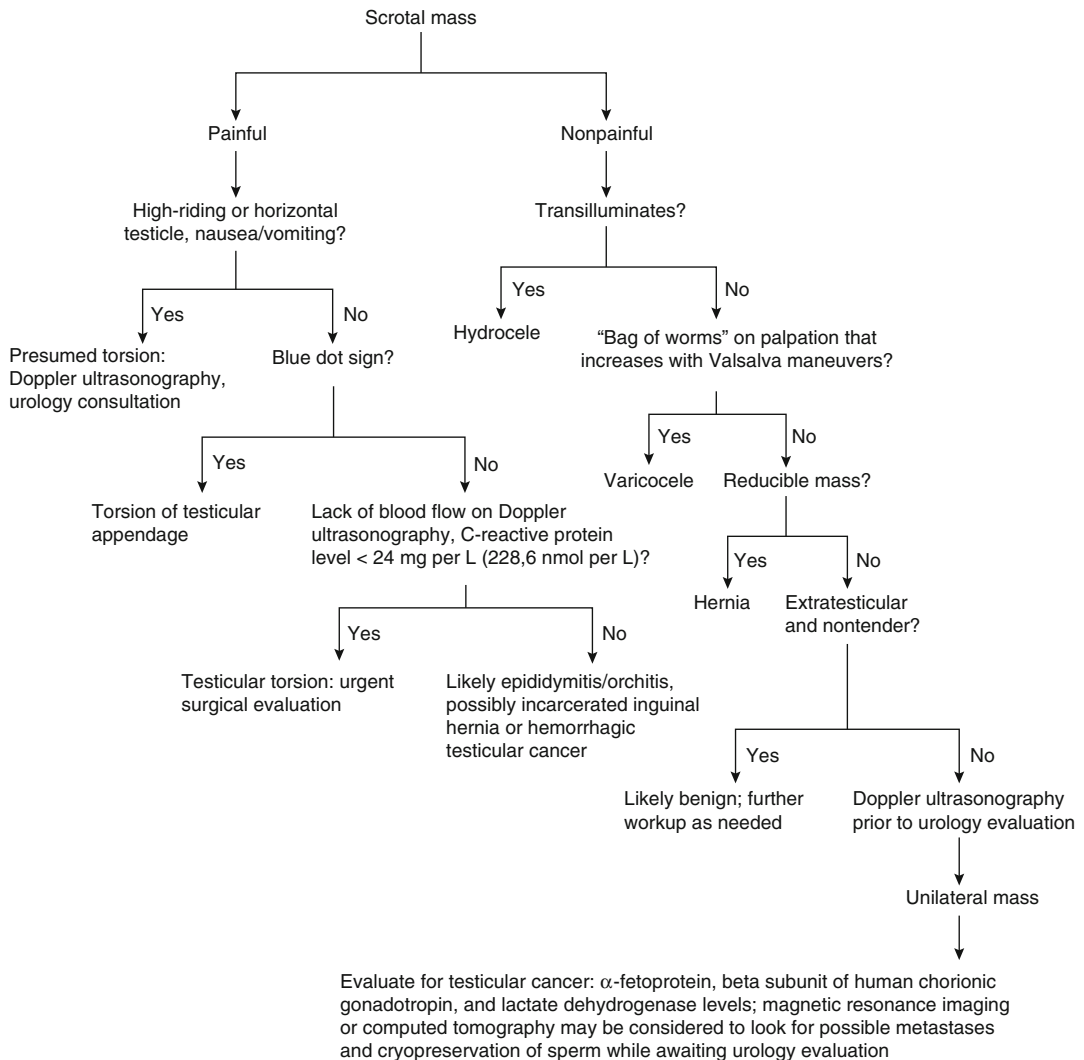 Scrotal mass
Painful
Nonpainful
High-riding or horizontal
testicle, nausea/vomiting?
Transilluminates?
Yes
No
Yes
No
Presumed torsion:
Doppler ultrasonography,
urology consultation
Blue dot sign?
Hydrocele
“Bag of worms” on palpation that
increases with Valsalva maneuvers?
Yes
No
Yes
No
Torsion of testicular
appendage
Lack of blood flow on Doppler
ultrasonography, C-reactive protein
level < 24 mg per L (228,6 nmol per L)?
Varicocele
Reducible mass?
Yes
No
Yes
No
Testicular torsion: urgent
surgical evaluation
Likely epididymitis/orchitis,
possibly incarcerated inguinal
hernia or hemorrhagic
testicular cancer
Hernia
Extratesticular
and nontender?
Yes
No
Likely benign; further
workup as needed
Doppler ultrasonography
prior to urology evaluation
Unilateral mass
Evaluate for testicular cancer: α-fetoprotein, beta subunit of human chorionic
gonadotropin, and lactate dehydrogenase levels; magnetic resonance imaging
or computed tomography may be considered to look for possible metastases
and cryopreservation of sperm while awaiting urology evaluation